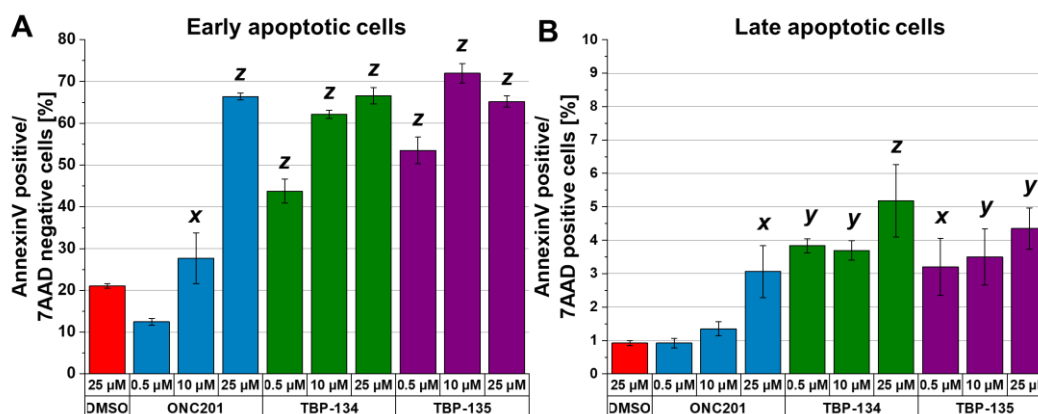 A
Early apoptotic cells
AnnexinV positive/
7AAD negative cells [%]
80
70
60
50
40
30
20
10
0
x
z
z
z
z
z
z
z
25 µM 0.5 µM 10 µM 25 µM 0.5 µM 10 µM 25 µM 0.5 µM 10 µM 25 µM
DMSO ONC201 TBP-134 TBP-135
B
Late apoptotic cells
AnnexinV positive/
7AAD positive cells [%]
10
9
8
7
6
5
4
3
2
1
0
x
y
y
z
x
y
y
25 µM 0.5 µM 10 µM 25 µM 0.5 µM 10 µM 25 µM 0.5 µM 10 µM 25 µM
DMSO ONC201 TBP-134 TBP-135